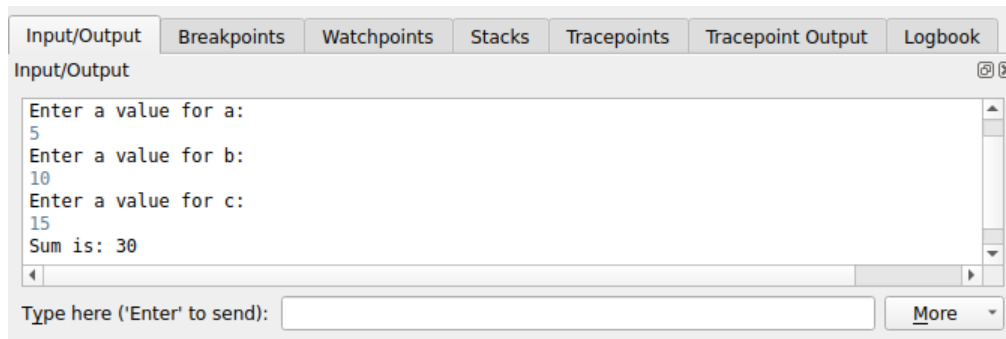 Input/Output Breakpoints Watchpoints Stacks Tracepoints Tracepoint Output Logbook
Input/Output
Enter a value for a:
5
Enter a value for b:
10
Enter a value for c:
15
Sum is: 30
Type here ('Enter' to send): More